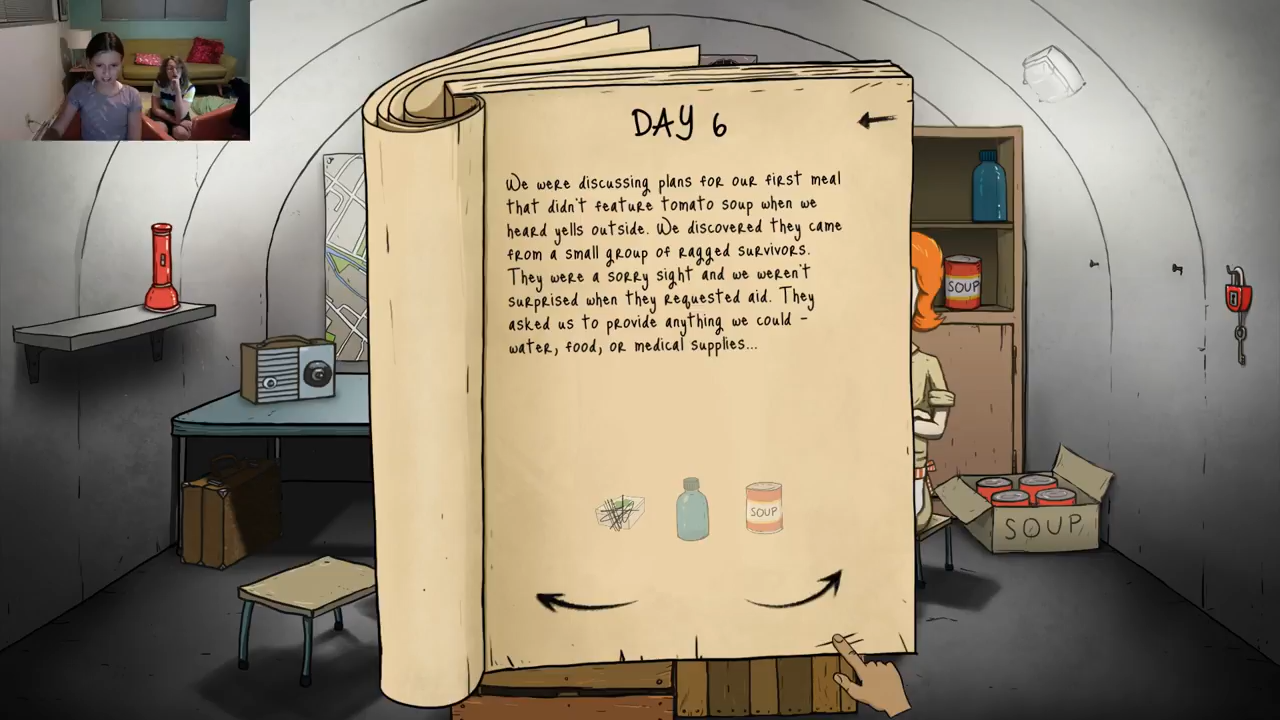 DAY 6
We were discussing plans for our first meal
that didn't feature tomato soup when we
heard yells outside. We discovered they came
from a small group of ragged survivors.
They were a sorry sight and we weren't
surprised when they requested aid. They
asked us to provide anything we could -
water, food, or medical supplies...
SOUP
SOUP
SOUP